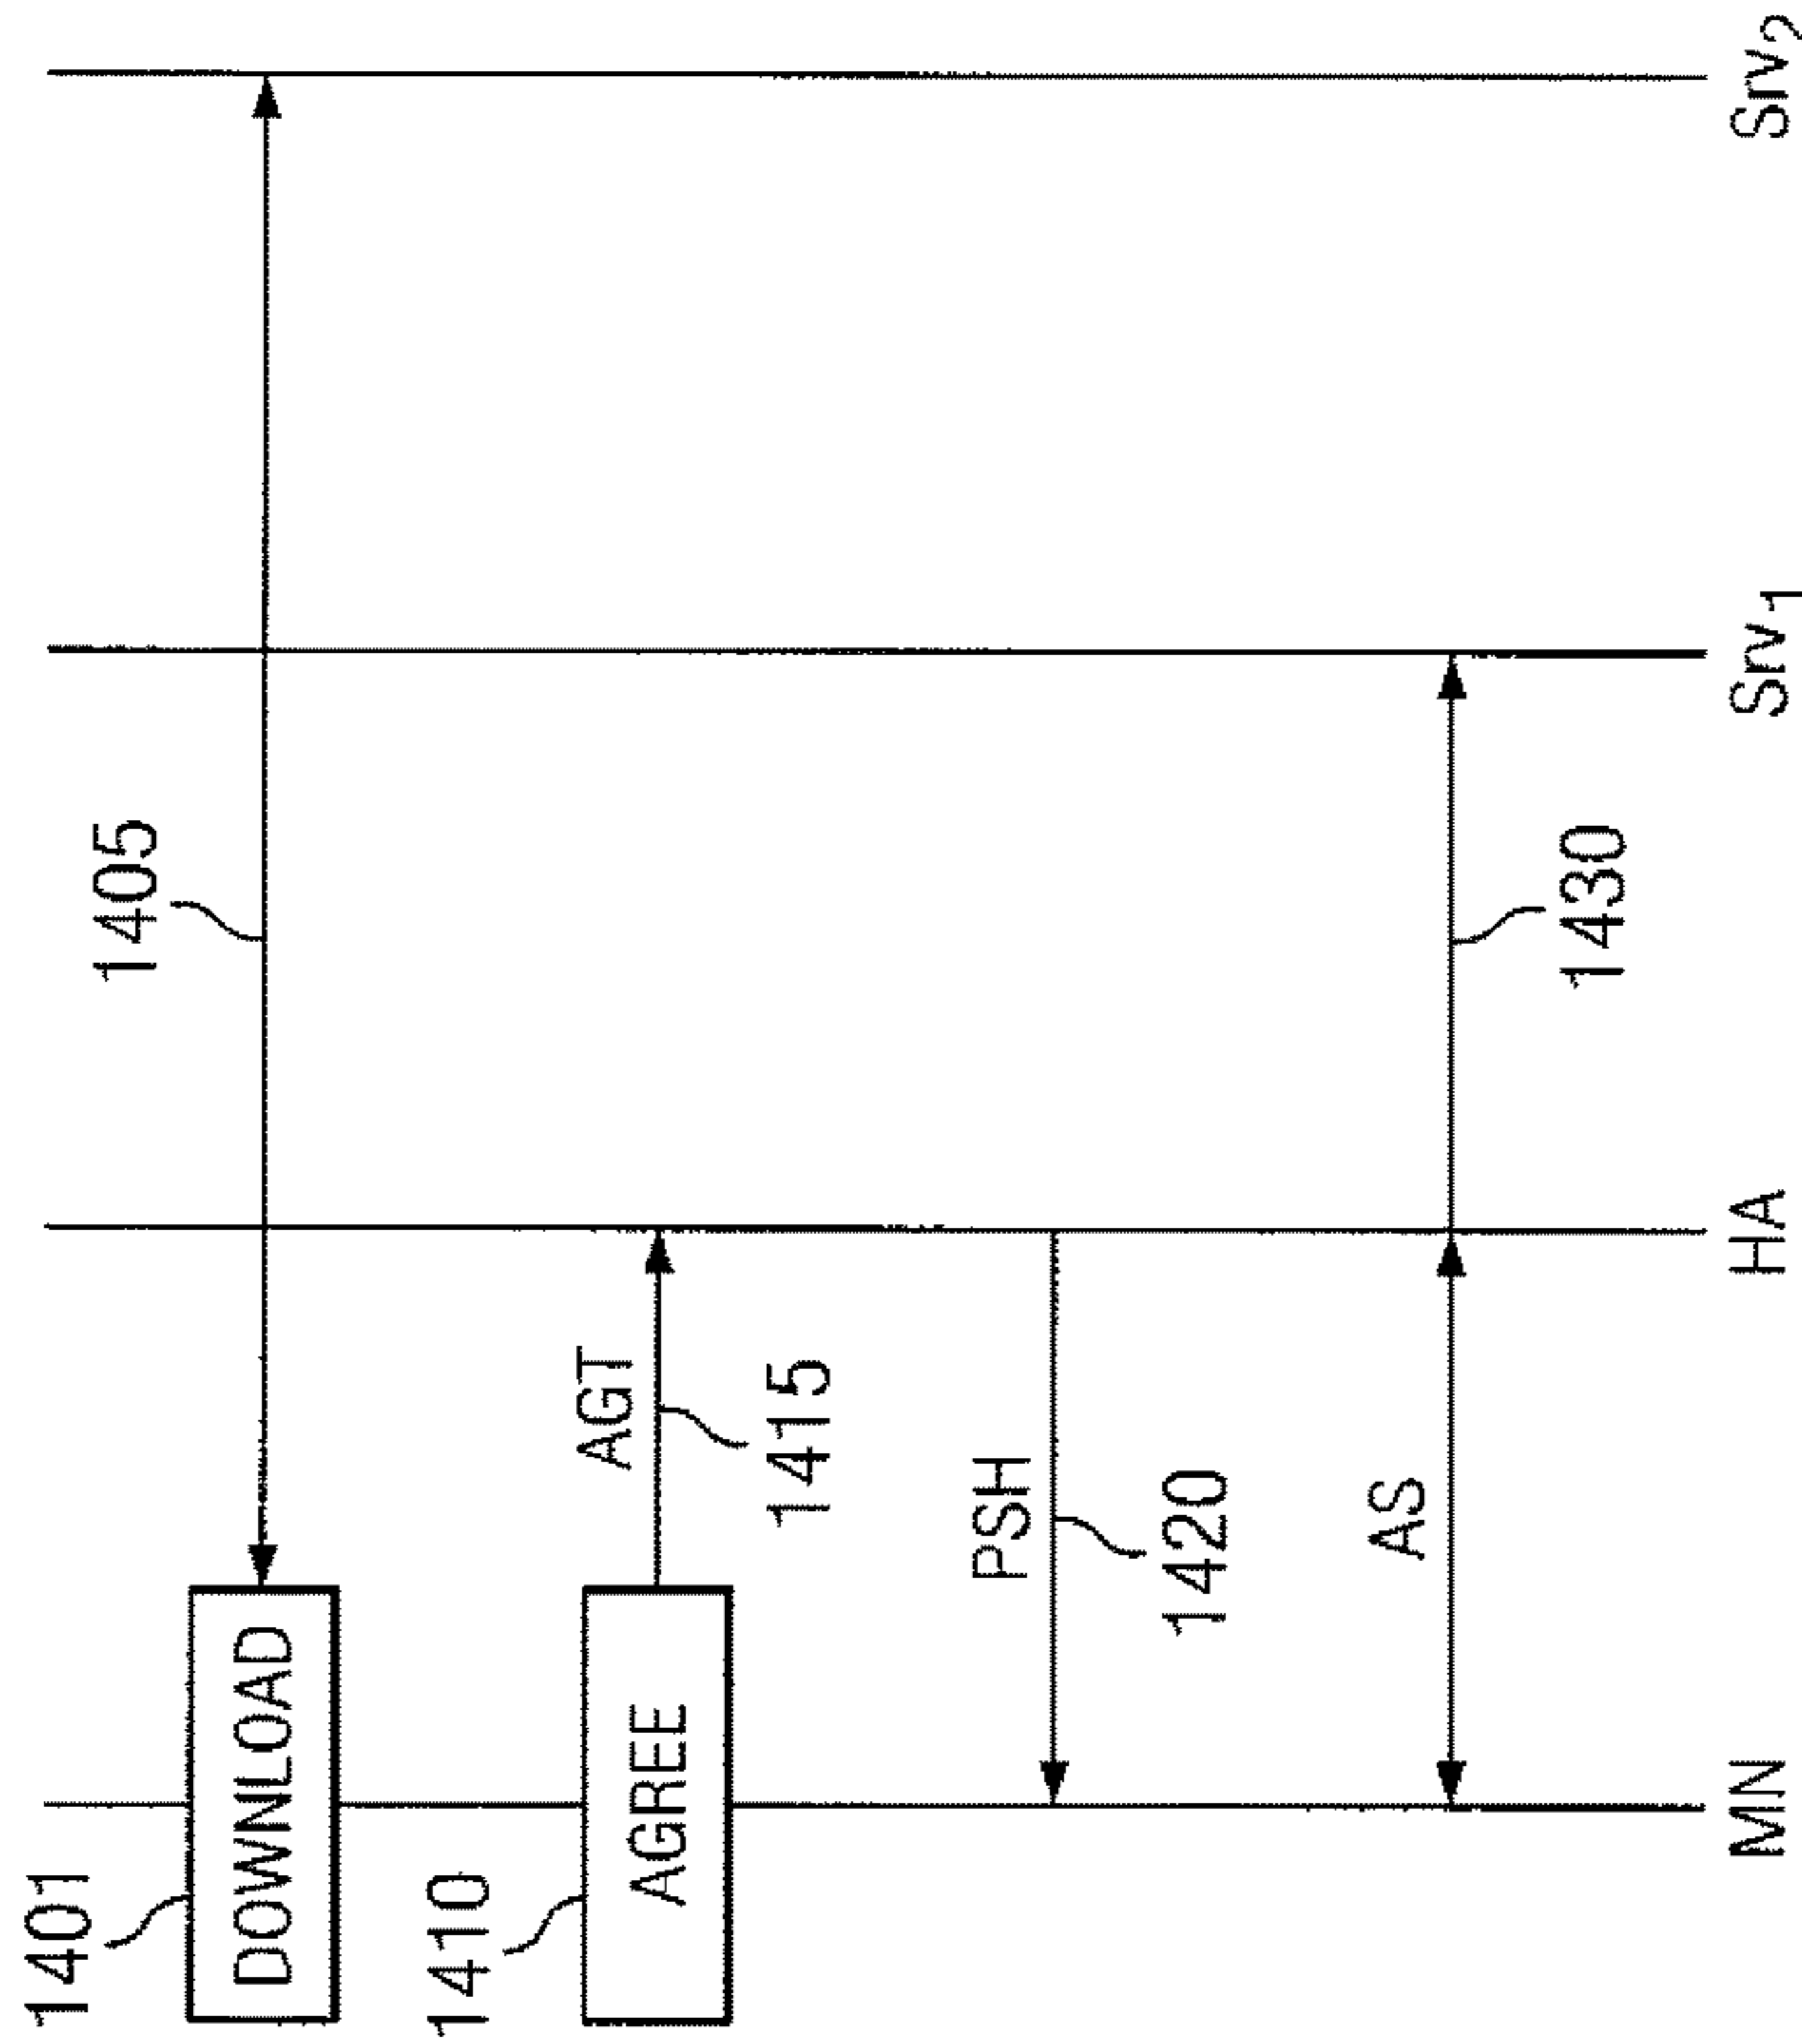 1401
DOWNLOAD
1405
1410
AGREE
AGT
1415
PSH
1420
AS
1430
MN
HA
Srv1
Srv2